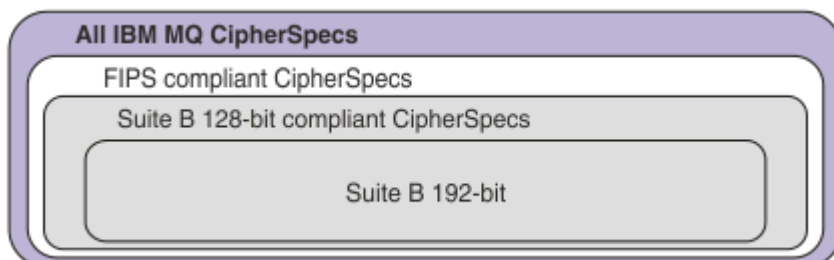 All IBM MQ CipherSpecs
FIPS compliant CipherSpecs
Suite B 128-bit compliant CipherSpecs
Suite B 192-bit